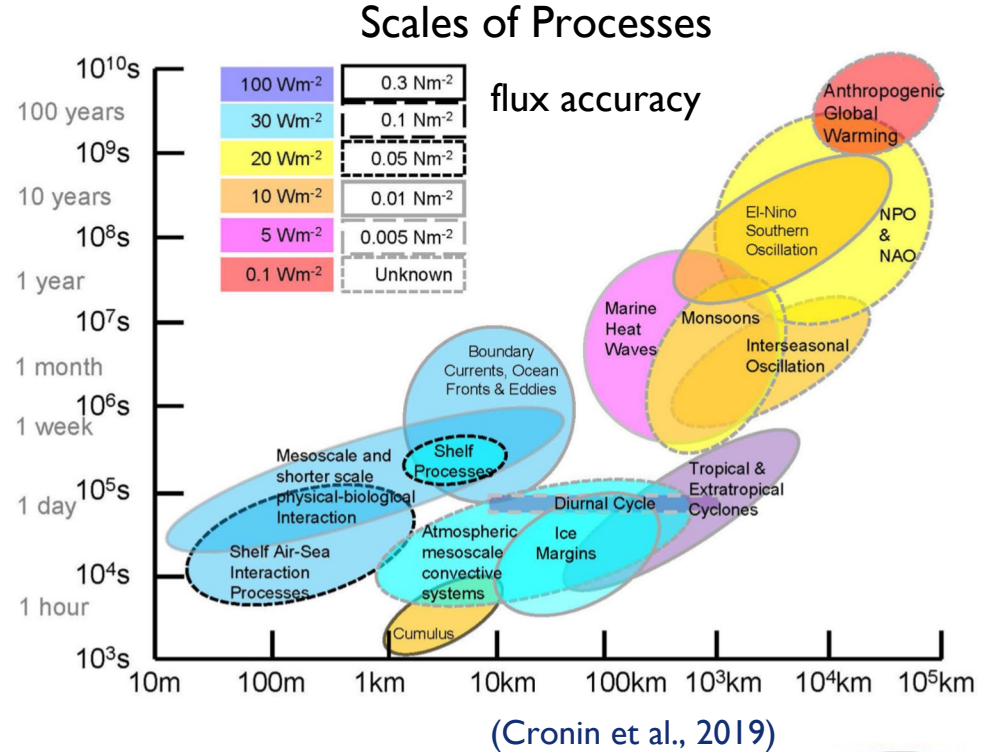 Scales of Processes
flux accuracy
10¹⁰s
100 years
10⁹s
10 years
10⁸s
1 year
10⁷s
1 month
10⁶s
1 week
10⁵s
1 day
10⁴s
1 hour
10³s
100 Wm⁻²
0.3 Nm⁻²
30 Wm⁻²
0.1 Nm⁻²
20 Wm⁻²
0.05 Nm⁻²
10 Wm⁻²
0.01 Nm⁻²
5 Wm⁻²
0.005 Nm⁻²
0.1 Wm⁻²
Unknown
Anthropogenic
Global
Warming
El-Nino
Southern
Oscillation
NPO
&
NAO
Marine
Heat
Waves
Monsoons
Interseasonal
Oscillation
Boundary
Currents, Ocean
Fronts & Eddies
Shelf
Processes
Mesoscale and
shorter scale
physical-biological
Interaction
Shelf Air-Sea
Interaction
Processes
Tropical &
Extratropical
Cyclones
Diurnal Cycle
Atmospheric
mesoscale
convective
systems
Ice
Margins
Cumulus
10m
100m
1km
10km
100km
10³km
10⁴km
10⁵km
(Cronin et al., 2019)